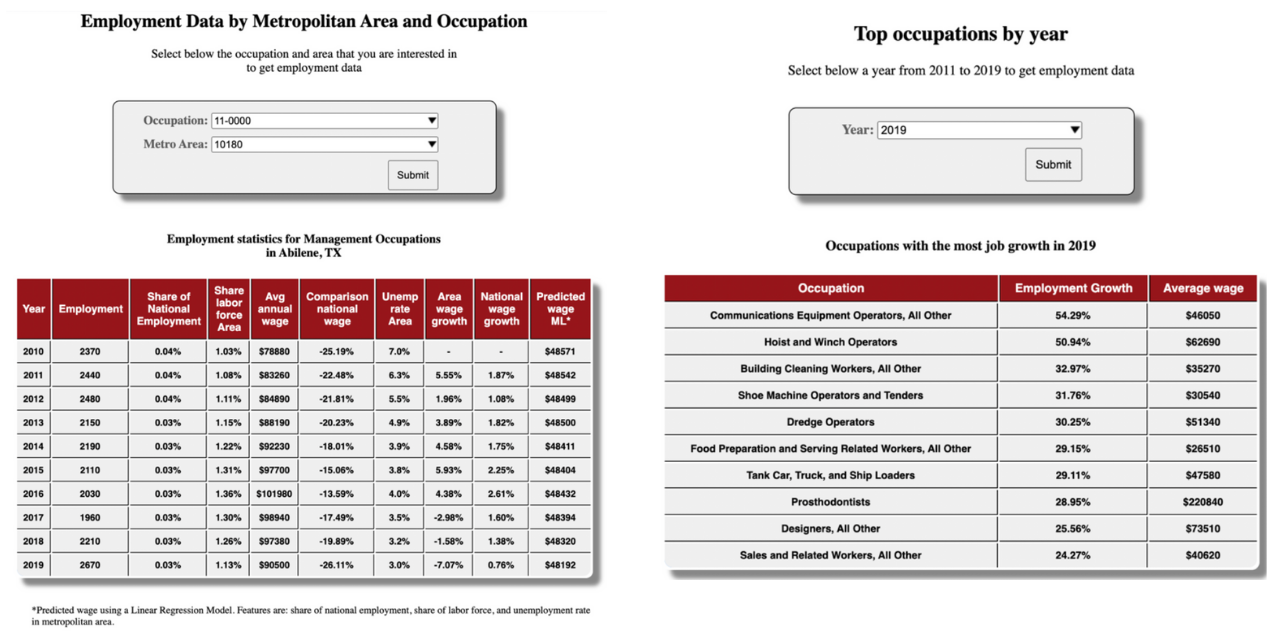 Employment Data by Metropolitan Area and Occupation
Select below the occupation and area that you are interested in
to get employment data
Occupation: 11-0000
Metro Area: 10180
Submit
Employment statistics for Management Occupations
in Abilene, TX
Year Employment Share of National Employment Share labor force Area Avg annual wage Comparison national wage Unemp rate Area Area wage growth National wage growth Predicted wage ML*
2010 2370 0.04% 1.03% $78880 -25.19% 7.0% - - $48571
2011 2440 0.04% 1.08% $83260 -22.48% 6.3% 5.55% 1.87% $48542
2012 2480 0.04% 1.11% $84890 -21.81% 5.5% 1.96% 1.08% $48499
2013 2150 0.03% 1.15% $88190 -20.23% 4.9% 3.89% 1.82% $48500
2014 2190 0.03% 1.22% $92230 -18.01% 3.9% 4.58% 1.75% $48411
2015 2110 0.03% 1.31% $97700 -15.06% 3.8% 5.93% 2.25% $48404
2016 2030 0.03% 1.36% $101980 -13.59% 4.0% 4.38% 2.61% $48432
2017 1960 0.03% 1.30% $98940 -17.49% 3.5% -2.98% 1.60% $48394
2018 2210 0.03% 1.26% $97380 -19.89% 3.2% -1.58% 1.38% $48320
2019 2670 0.03% 1.13% $90500 -26.11% 3.0% -7.07% 0.76% $48192
*Predicted wage using a Linear Regression Model. Features are: share of national employment, share of labor force, and unemployment rate
in metropolitan area.
Top occupations by year
Select below a year from 2011 to 2019 to get employment data
Year: 2019
Submit
Occupations with the most job growth in 2019
Occupation Employment Growth Average wage
Communications Equipment Operators, All Other 54.29% $46050
Hoist and Winch Operators 50.94% $62690
Building Cleaning Workers, All Other 32.97% $35270
Shoe Machine Operators and Tenders 31.76% $30540
Dredge Operators 30.25% $51340
Food Preparation and Serving Related Workers, All Other 29.15% $26510
Tank Car, Truck, and Ship Loaders 29.11% $47580
Prosthodontists 28.95% $220840
Designers, All Other 25.56% $73510
Sales and Related Workers, All Other 24.27% $40620